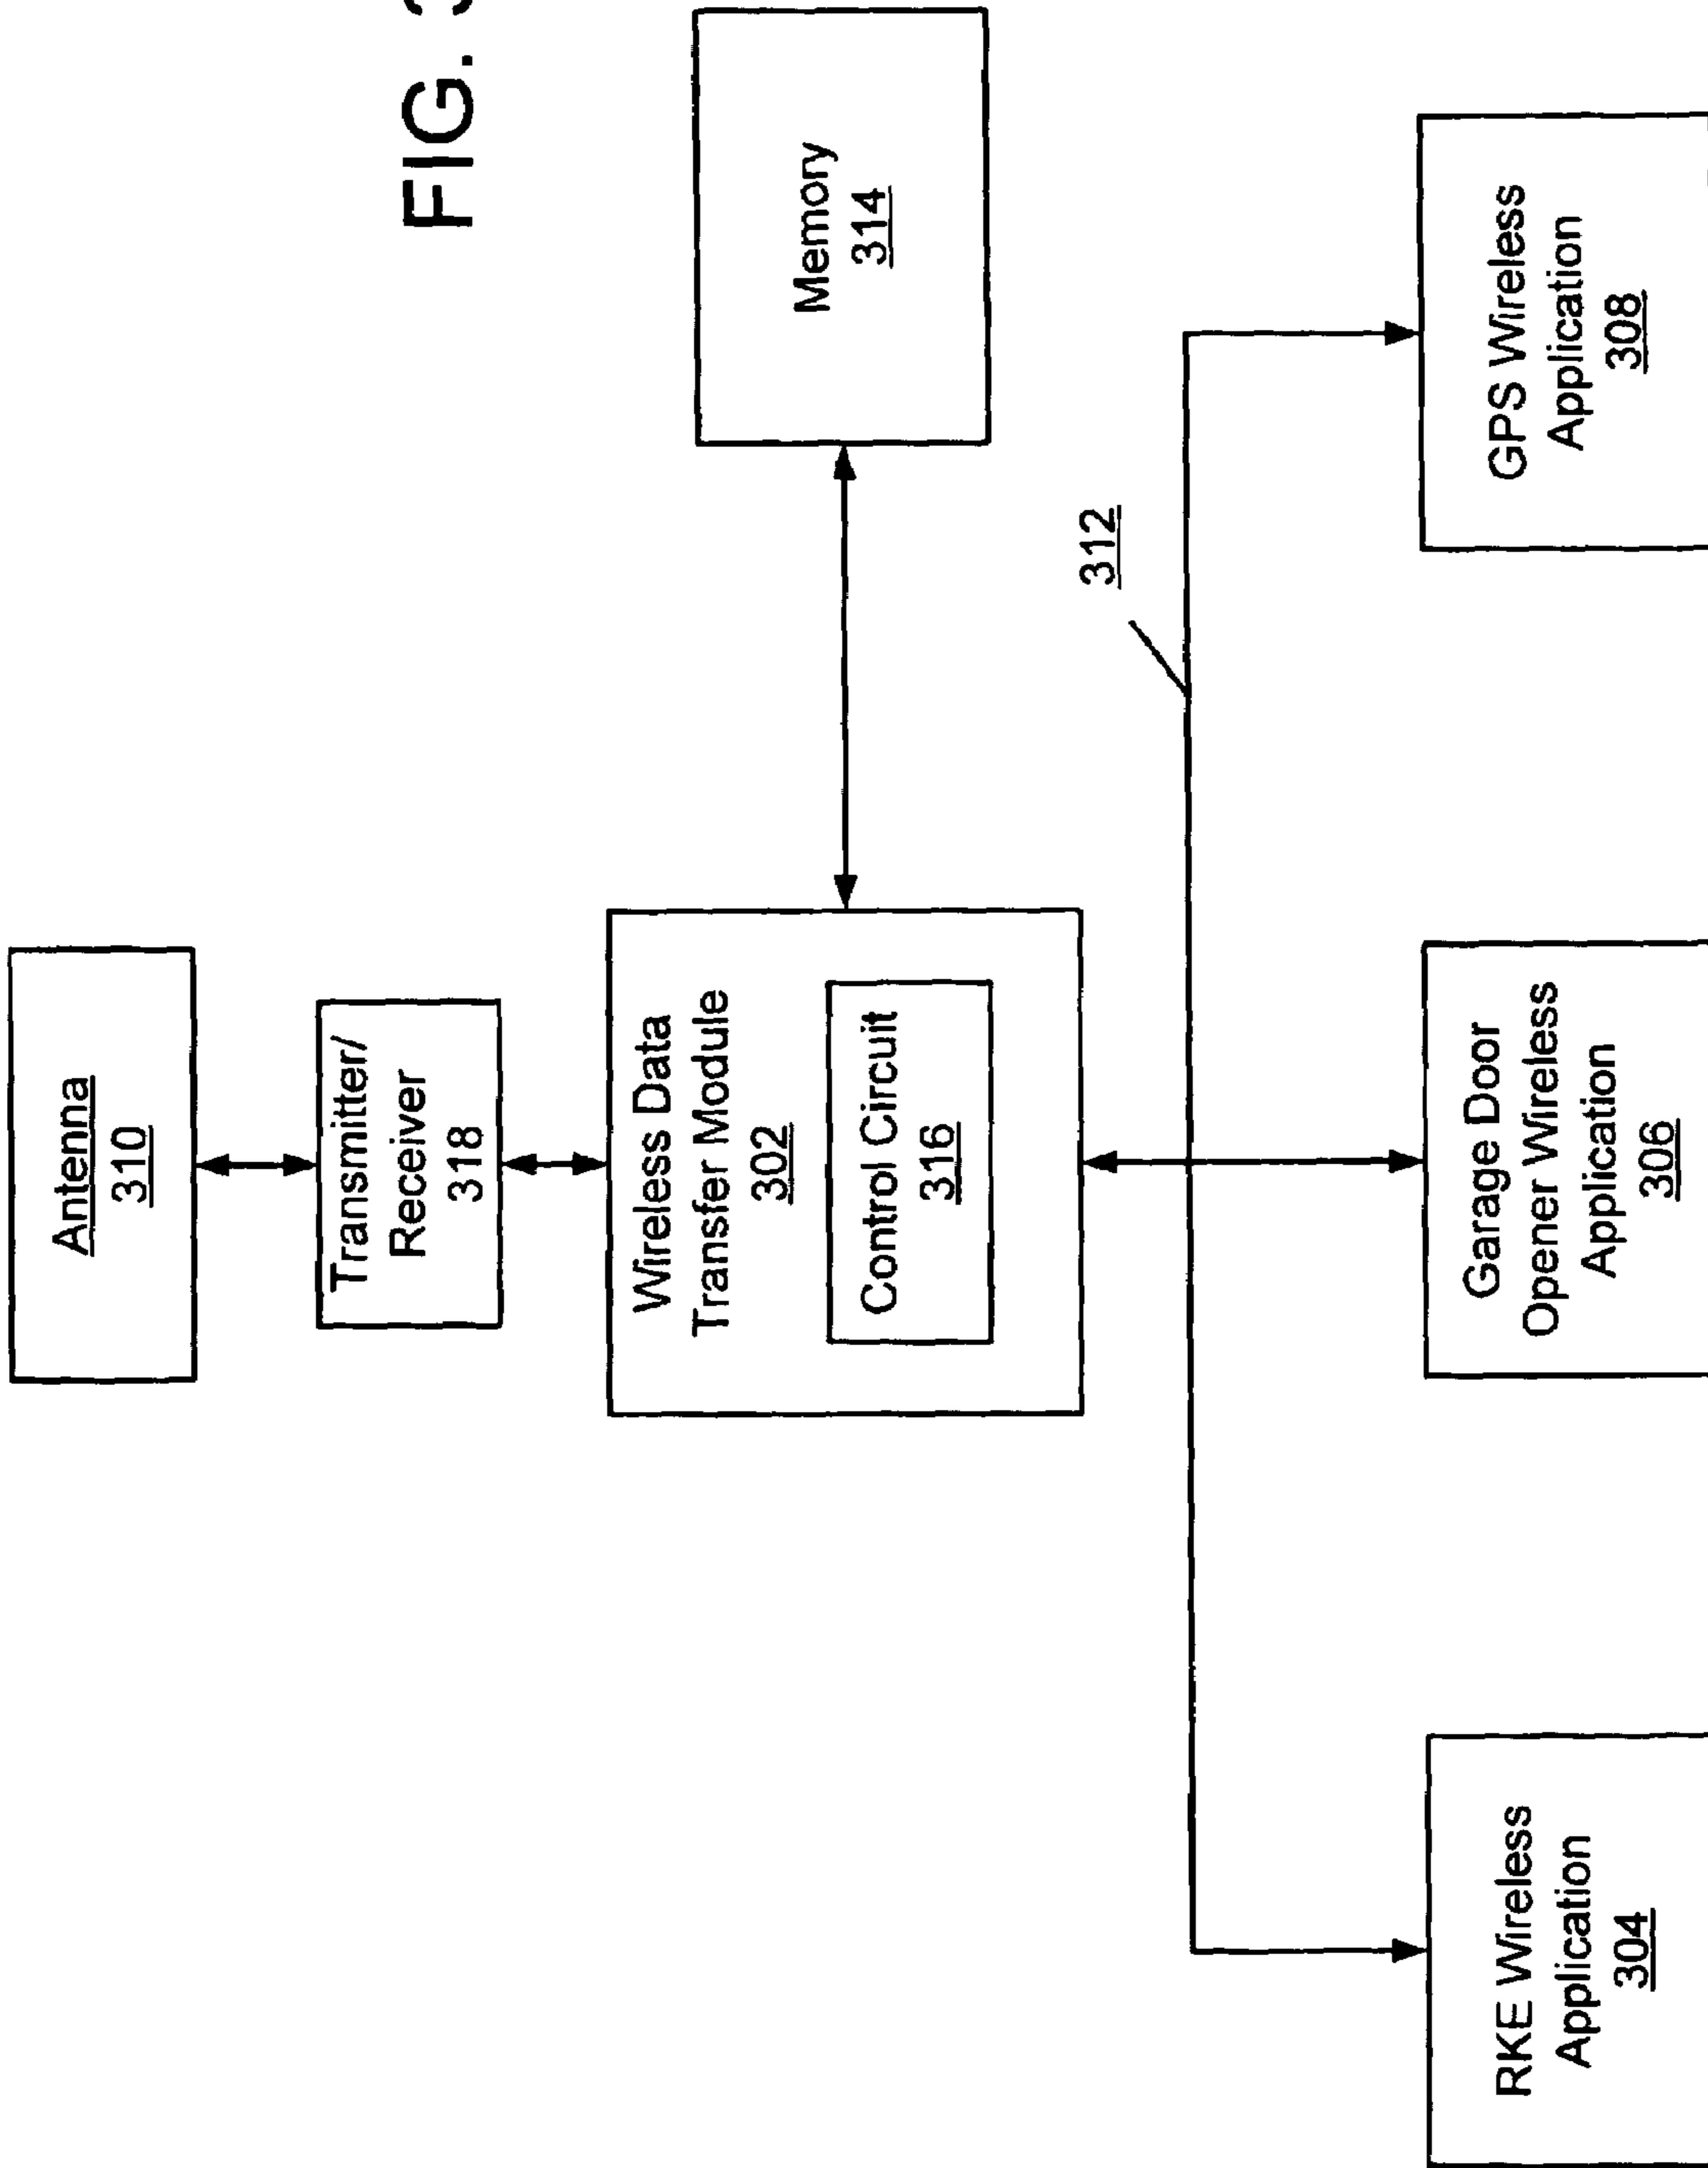 FIG. 3
Antenna
310
Transmitter/
Receiver
318
Wireless Data
Transfer Module
302
Control Circuit
316
Memory
314
312
RKE Wireless
Application
304
Garage Door
Opener Wireless
Application
306
GPS Wireless
Application
308